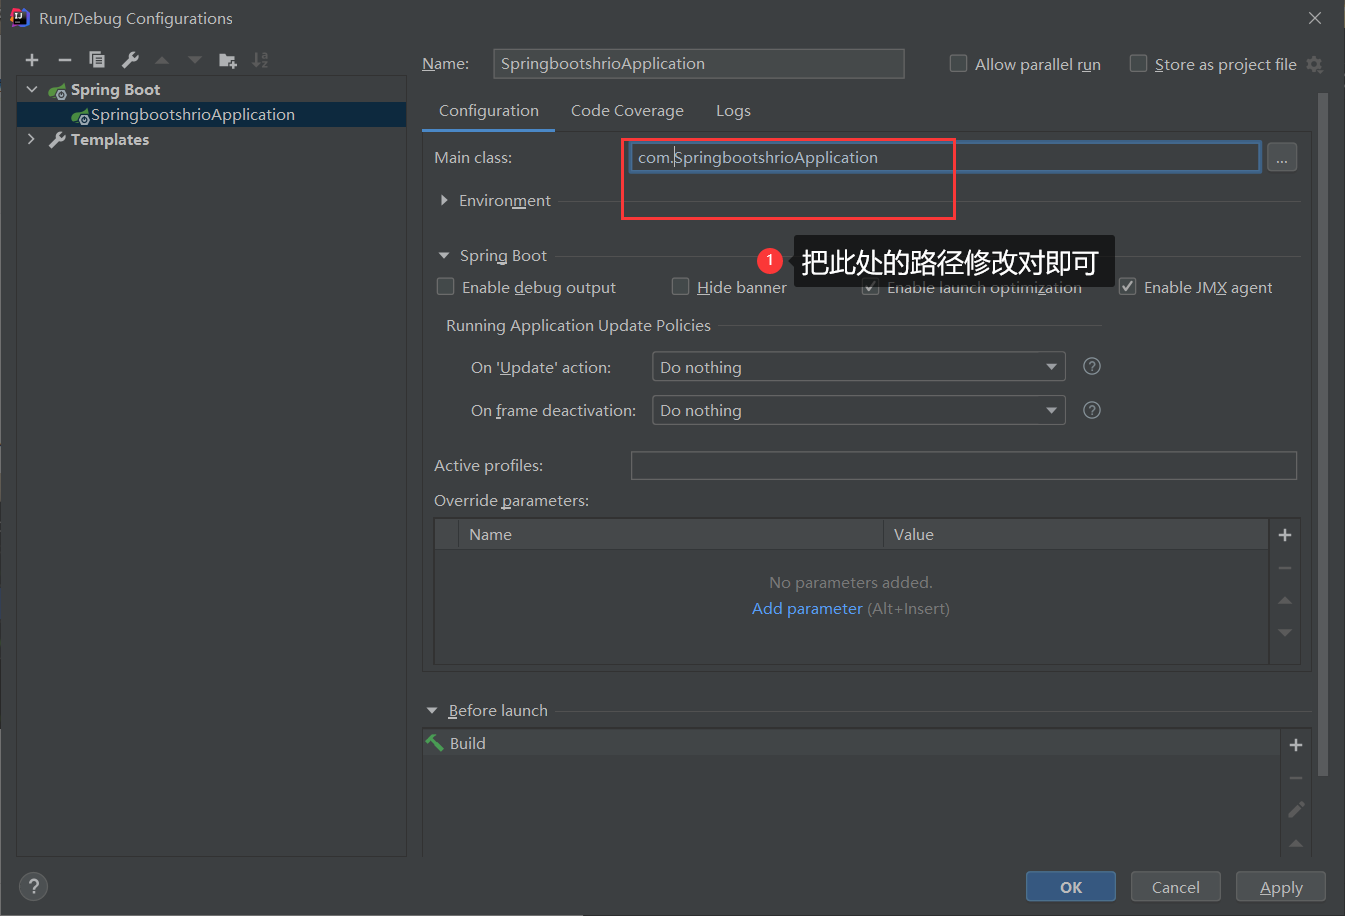 Run/Debug Configurations
Name: SpringbootshrioApplication
Allow parallel run
Store as project file
Spring Boot
SpringbootshrioApplication
Templates
Configuration Code Coverage Logs
Main class: com.SpringbootshrioApplication ...
Environment
Spring Boot
1 把此处的路径修改对即可
Enable debug output Hide banner Enable launch optimization Enable JMX agent
Running Application Update Policies
On 'Update' action: Do nothing ?
On frame deactivation: Do nothing ?
Active profiles:
Override parameters:
Name Value
No parameters added.
Add parameter (Alt+Insert)
Before launch
Build
? OK Cancel Apply